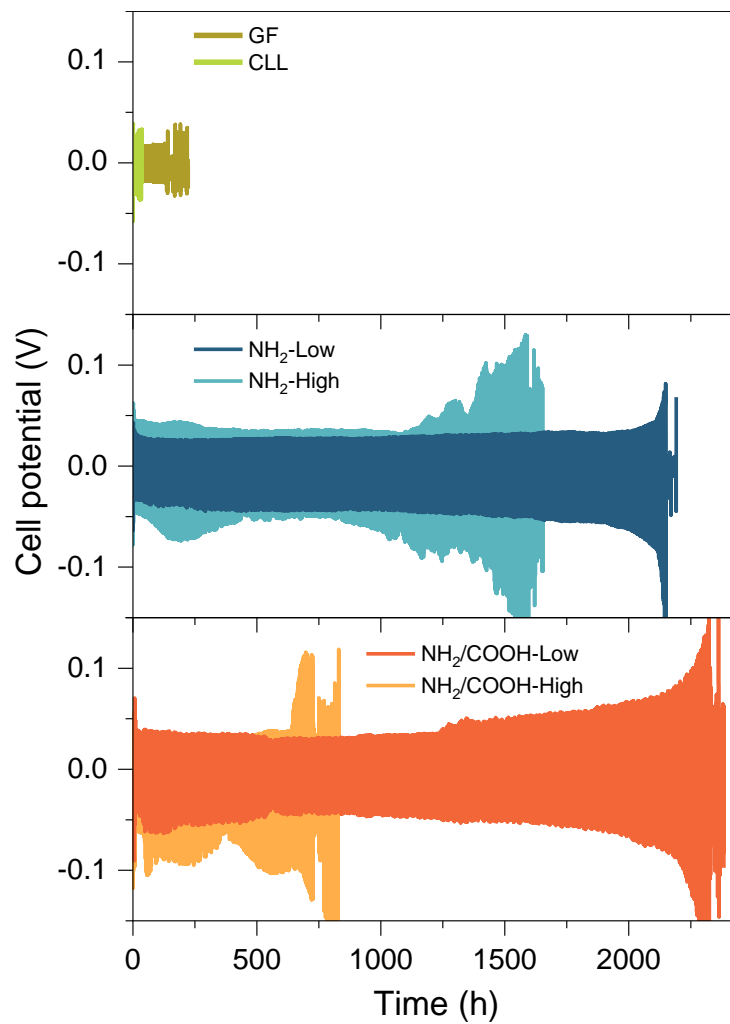 GF
CLL
0.1
0.0
-0.1
NH₂-Low
NH₂-High
0.1
0.0
-0.1
Cell potential (V)
NH₂/COOH-Low
NH₂/COOH-High
0.1
0.0
-0.1
0 500 1000 1500 2000
Time (h)